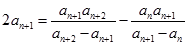 2a_{n+1} = \frac{a_{n+1}a_{n+2}}{a_{n+2} - a_{n+1}} - \frac{a_n a_{n+1}}{a_{n+1} - a_n}